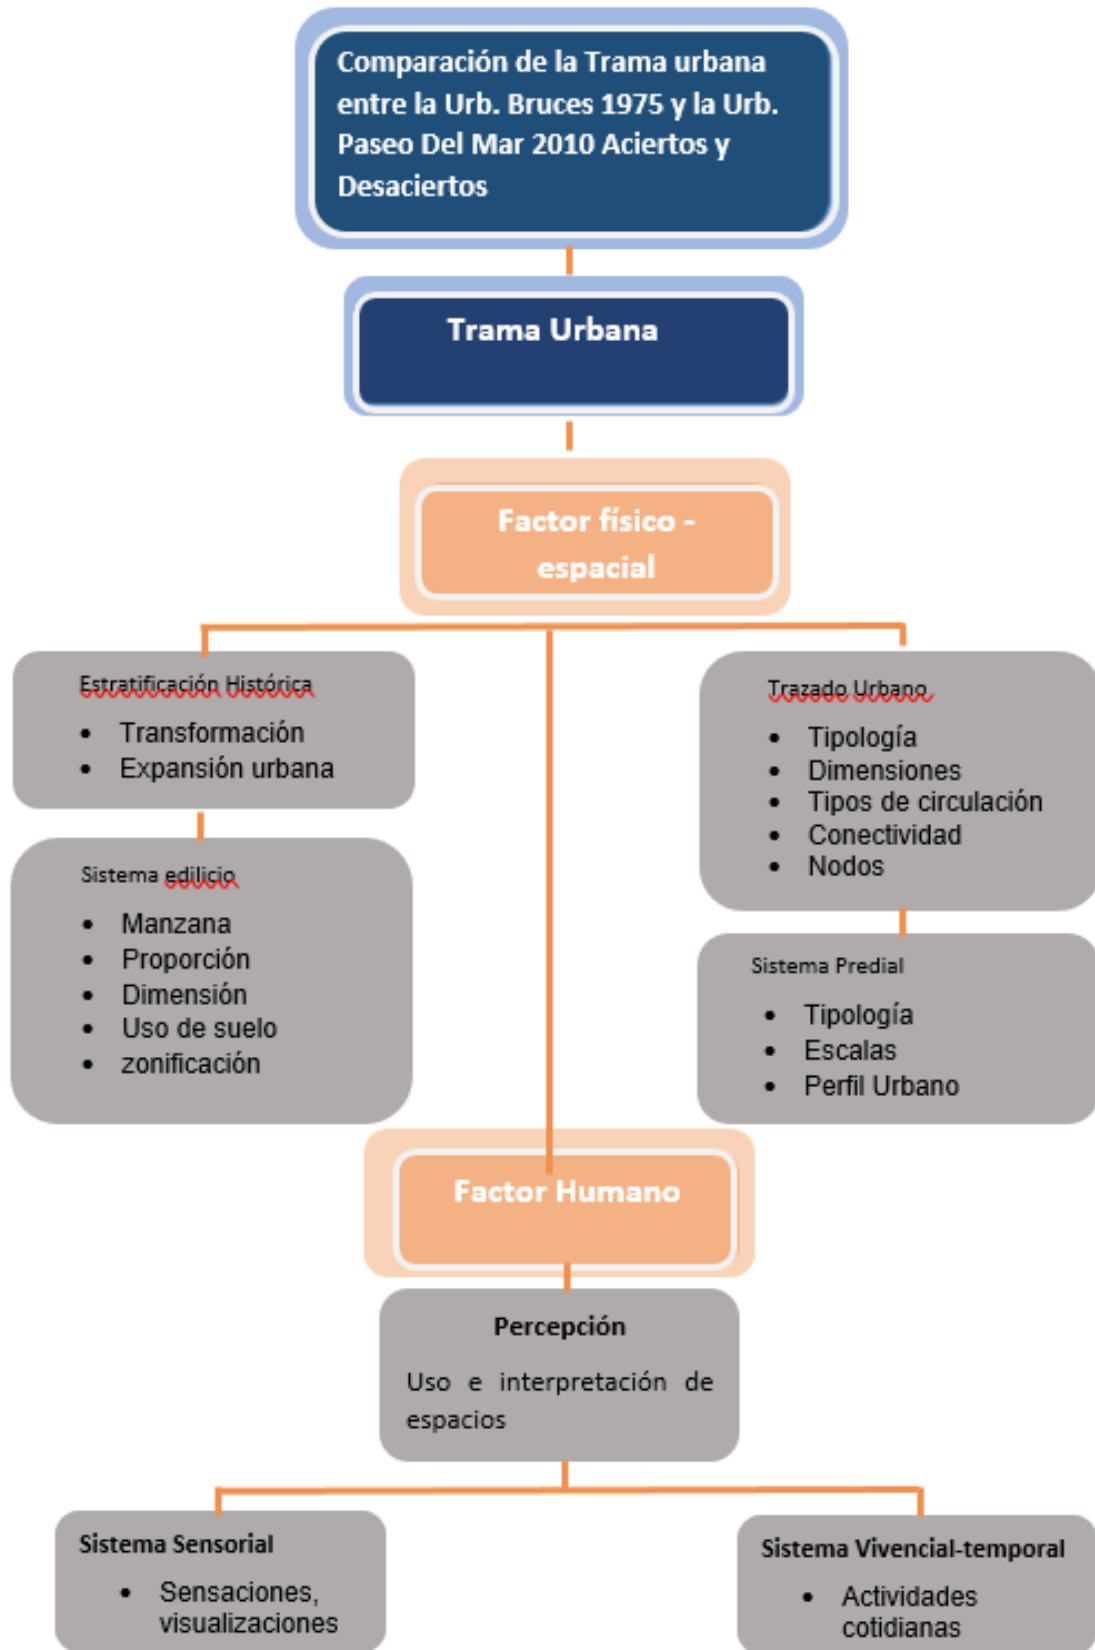 Comparación de la Trama urbana
entre la Urb. Bruces 1975 y la Urb.
Paseo Del Mar 2010 Aciertos y
Desaciertos
Trama Urbana
Factor físico -
espacial
Estratificación Histórica
• Transformación
• Expansión urbana
Sistema edilicio
• Manzana
• Proporción
• Dimensión
• Uso de suelo
• zonificación
Trazado Urbano
• Tipología
• Dimensiones
• Tipos de circulación
• Conectividad
• Nodos
Sistema Predial
• Tipología
• Escalas
• Perfil Urbano
Factor Humano
Percepción
Uso e interpretación de
espacios
Sistema Sensorial
• Sensaciones,
visualizaciones
Sistema Vivencial-temporal
• Actividades
cotidianas